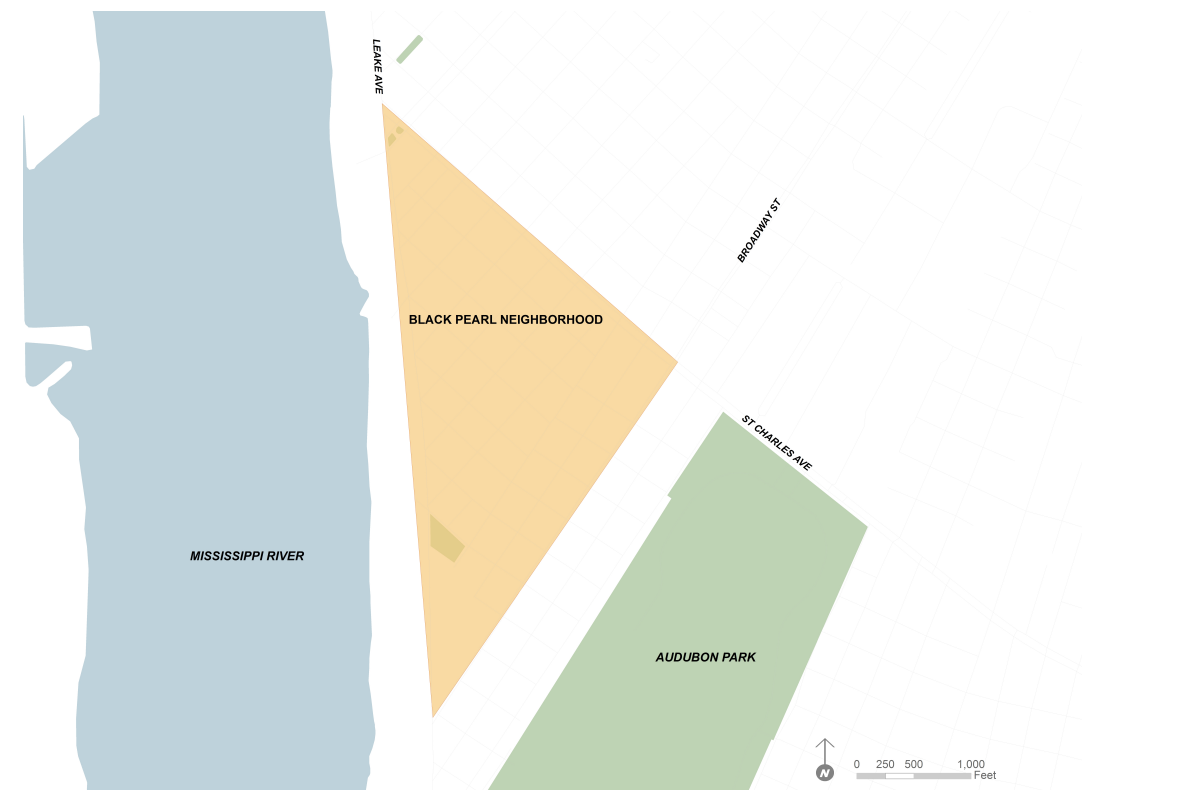 LEAKE AVE
BROADWAY ST
BLACK PEARL NEIGHBORHOOD
ST CHARLES AVE
MISSISSIPPI RIVER
AUDUBON PARK
N
0 250 500 1,000
Feet